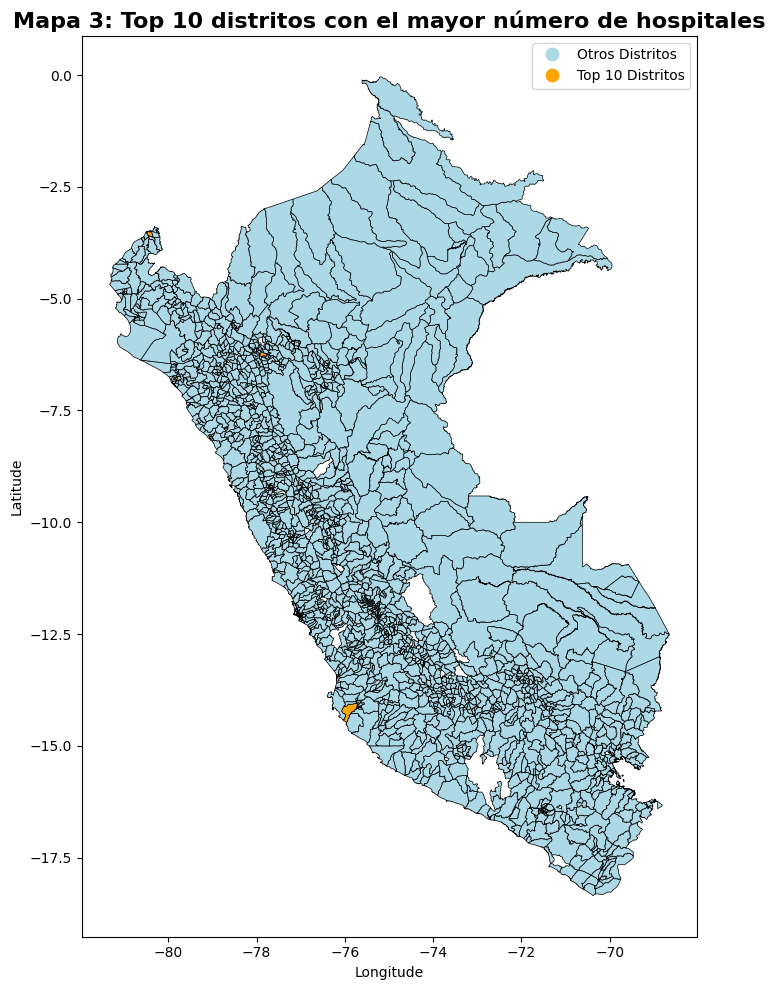 Mapa 3: Top 10 distritos con el mayor número de hospitales
Otros Distritos
Top 10 Distritos
0.0
−2.5
−5.0
−7.5
−10.0
−12.5
−15.0
−17.5
Latitude
−80
−78
−76
−74
−72
−70
Longitude